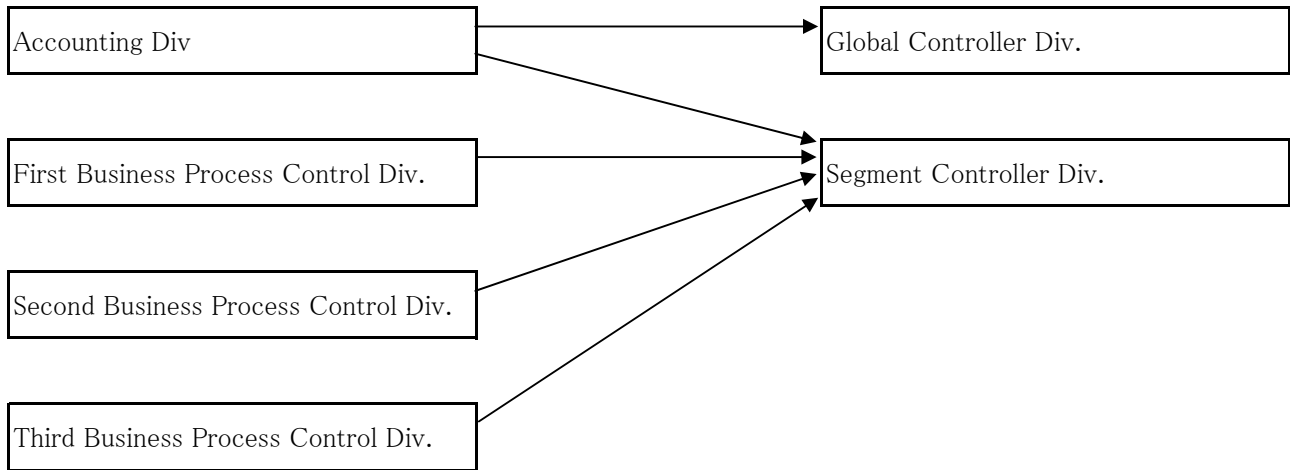 Accounting Div
Global Controller Div.
First Business Process Control Div.
Segment Controller Div.
Second Business Process Control Div.
Third Business Process Control Div.